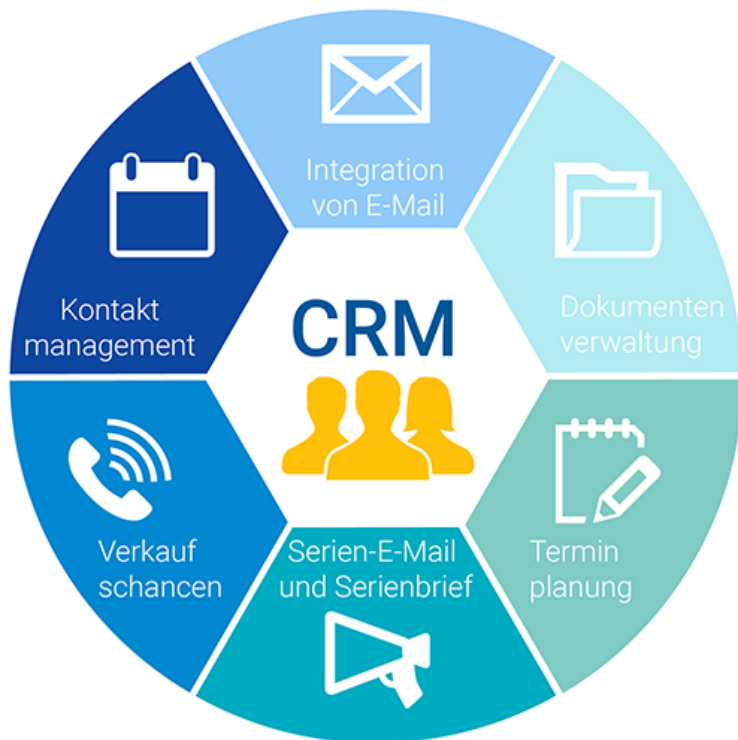 Integration
von E-Mail
Dokumenten
verwaltung
Termin
planung
Serien-E-Mail
und Serienbrief
Verkauf
schancen
Kontakt
management
CRM